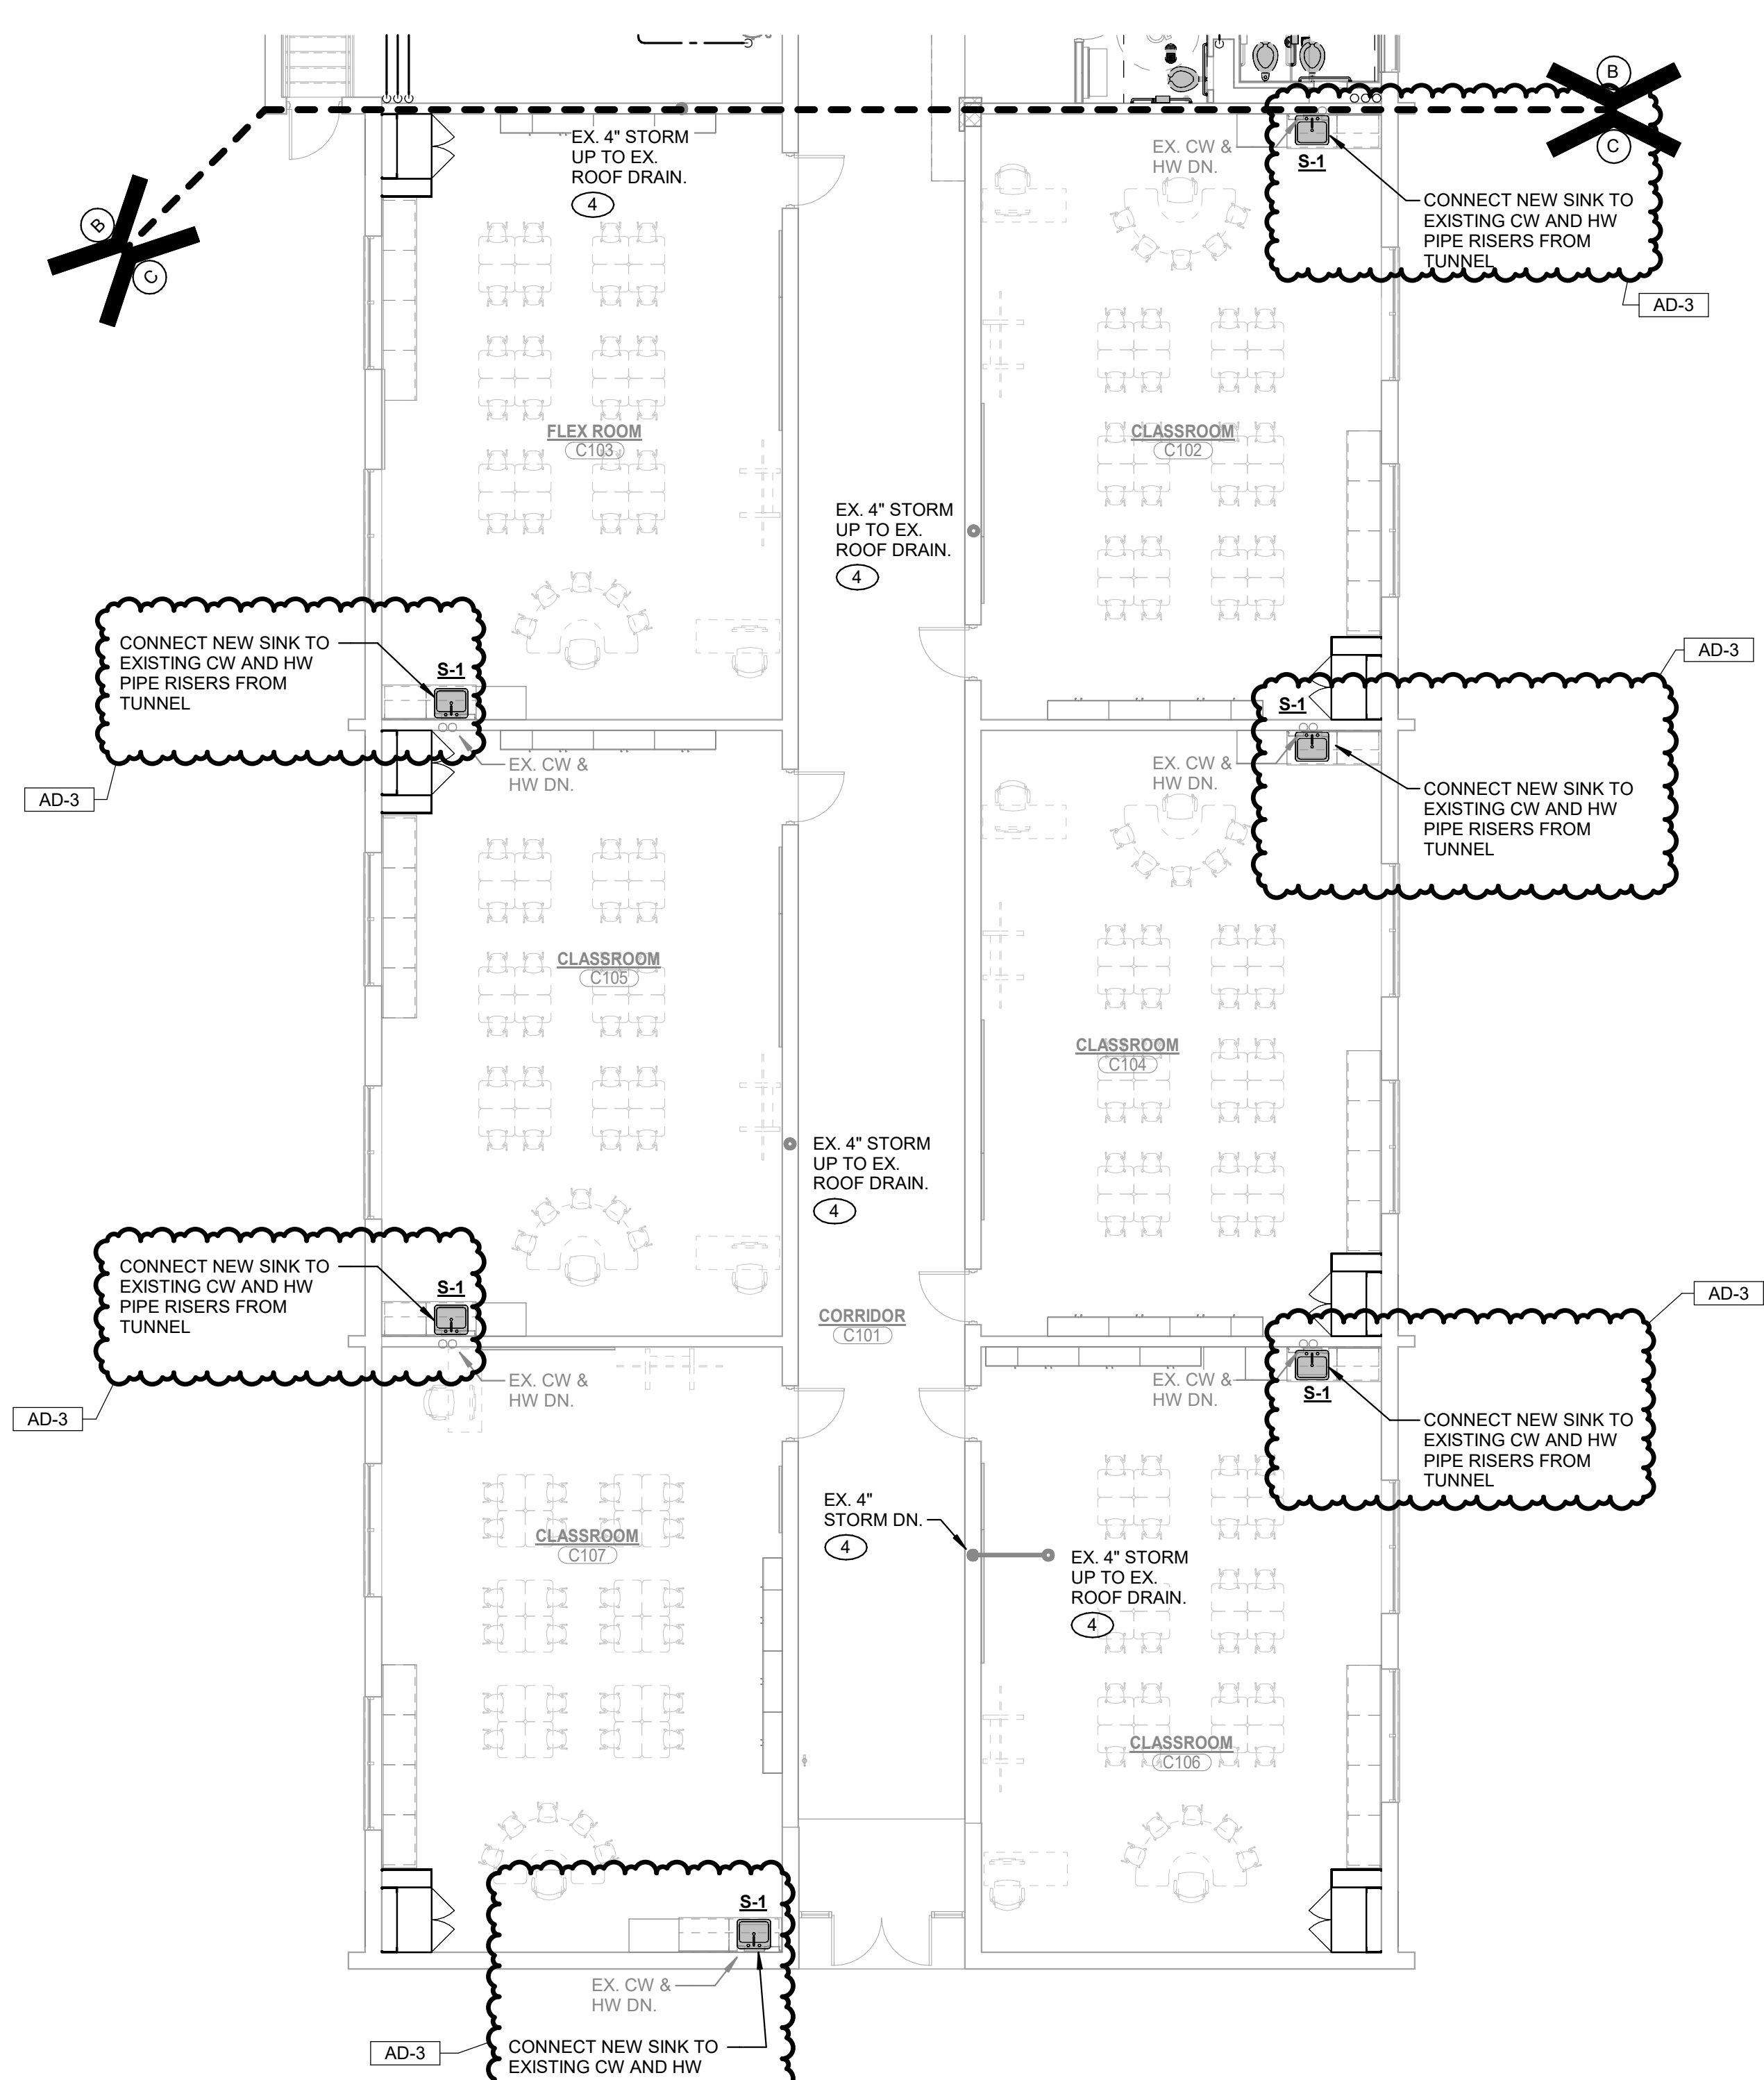 B
C
B
C
EX. 4" STORM
UP TO EX.
ROOF DRAIN.
4
EX. CW &
HW DN.
S-1
CONNECT NEW SINK TO
EXISTING CW AND HW
PIPE RISERS FROM
TUNNEL
AD-3
FLEX ROOM
C103
CLASSROOM
C102
EX. 4" STORM
UP TO EX.
ROOF DRAIN.
4
CONNECT NEW SINK TO
EXISTING CW AND HW
PIPE RISERS FROM
TUNNEL
S-1
EX. CW &
HW DN.
AD-3
AD-3
S-1
EX. CW &
HW DN.
CONNECT NEW SINK TO
EXISTING CW AND HW
PIPE RISERS FROM
TUNNEL
CLASSROOM
C105
CLASSROOM
C104
EX. 4" STORM
UP TO EX.
ROOF DRAIN.
4
CONNECT NEW SINK TO
EXISTING CW AND HW
PIPE RISERS FROM
TUNNEL
S-1
EX. CW &
HW DN.
AD-3
CORRIDOR
C101
AD-3
EX. CW &
HW DN.
S-1
CONNECT NEW SINK TO
EXISTING CW AND HW
PIPE RISERS FROM
TUNNEL
CLASSROOM
C107
EX. 4"
STORM DN.
4
EX. 4" STORM
UP TO EX.
ROOF DRAIN.
4
CLASSROOM
C106
S-1
EX. CW &
HW DN.
AD-3
CONNECT NEW SINK TO
EXISTING CW AND HW